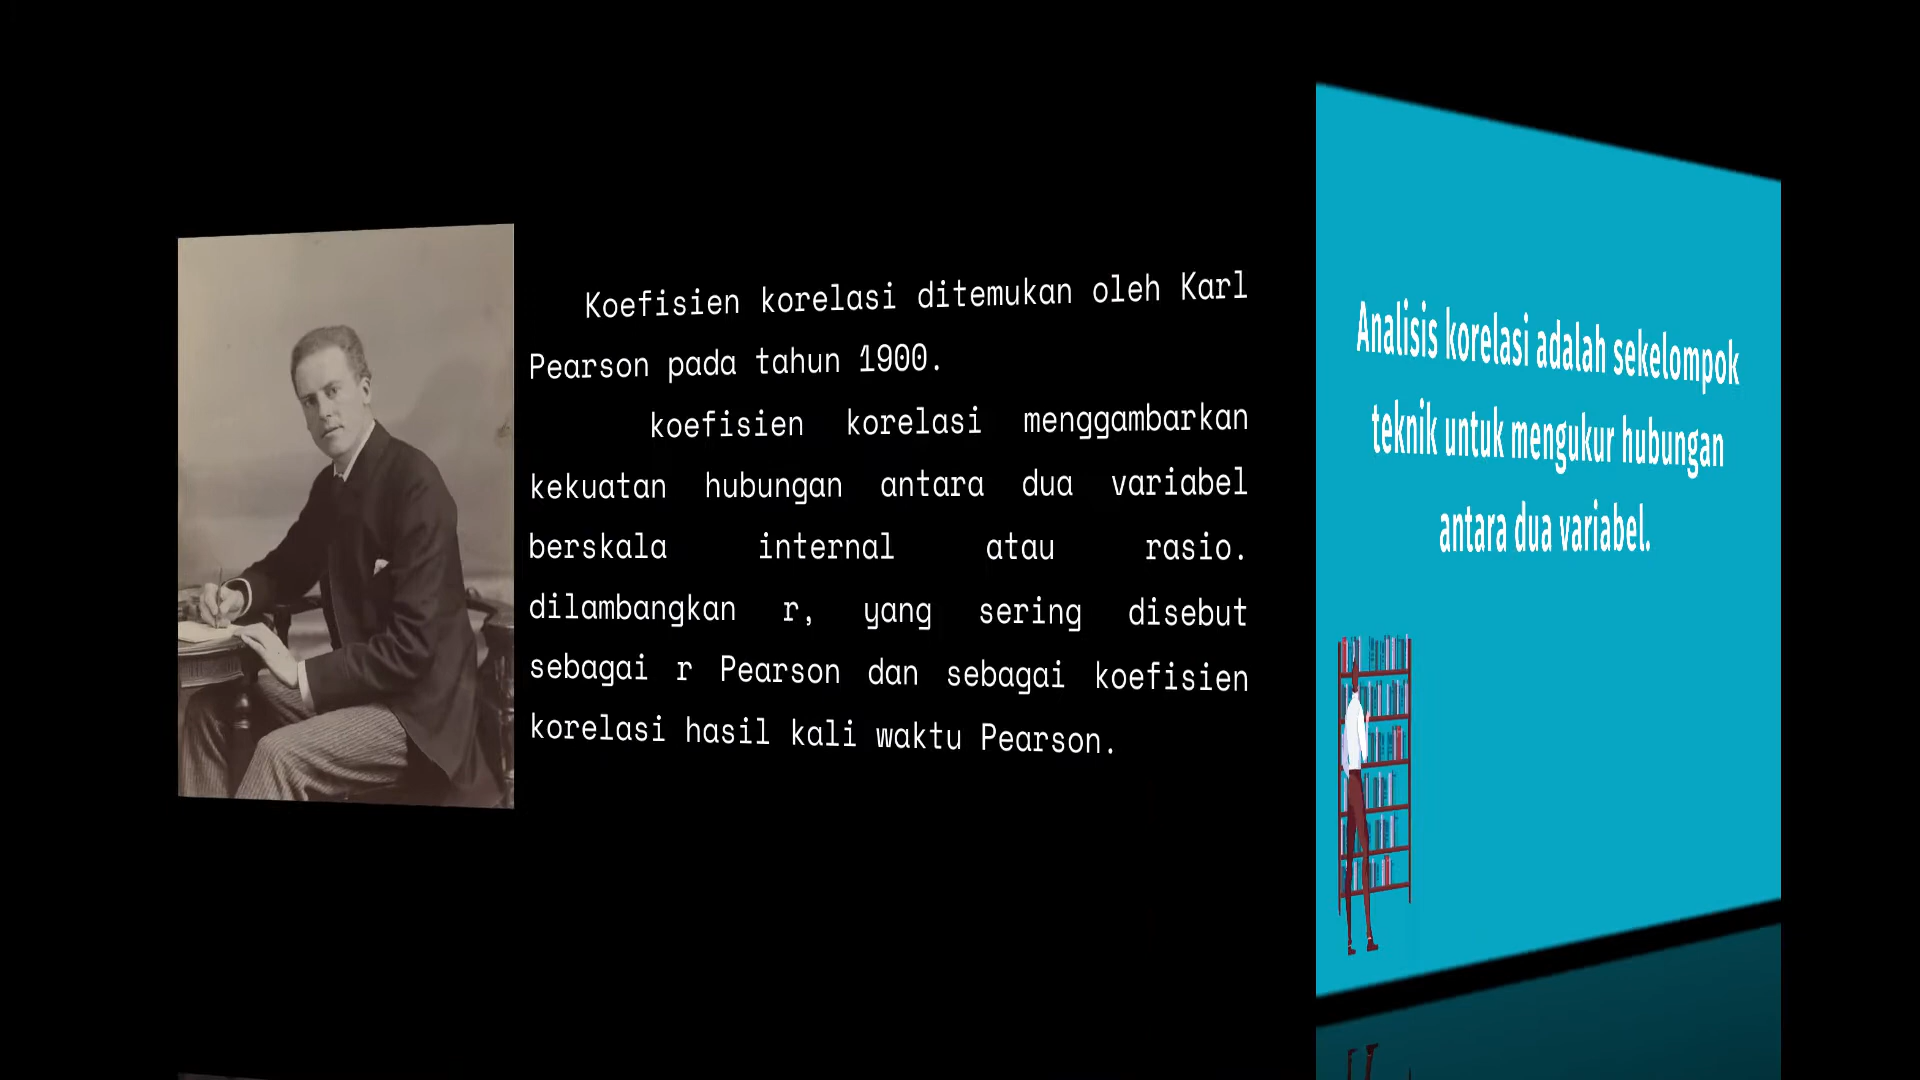 Koefisien korelasi ditemukan oleh Karl
Pearson pada tahun 1900.
koefisien korelasi menggambarkan
kekuatan hubungan antara dua variabel
berskala internal atau rasio.
dilambangkan r, yang sering disebut
sebagai r Pearson dan sebagai koefisien
korelasi hasil kali waktu Pearson.
Analisis korelasi adalah sekelompok
teknik untuk mengukur hubungan
antara dua variabel.